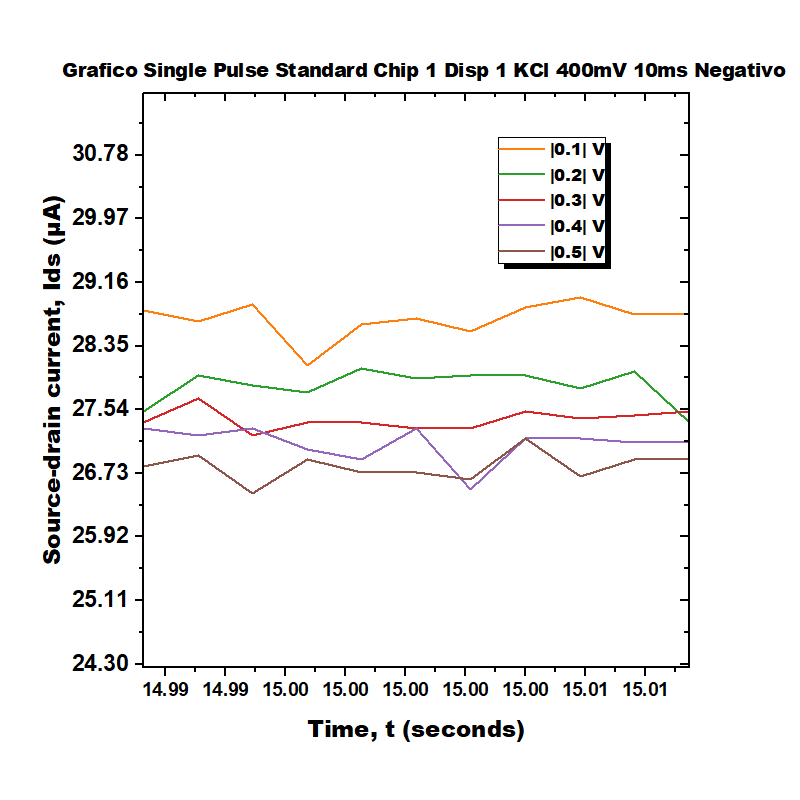 Grafico Single Pulse Standard Chip 1 Disp 1 KCl 400mV 10ms Negativo
|0.1| V
|0.2| V
|0.3| V
|0.4| V
|0.5| V
30.78
29.97
29.16
28.35
27.54
26.73
25.92
25.11
24.30
Source-drain current, Ids (µA)
14.99 14.99 15.00 15.00 15.00 15.00 15.00 15.01 15.01
Time, t (seconds)